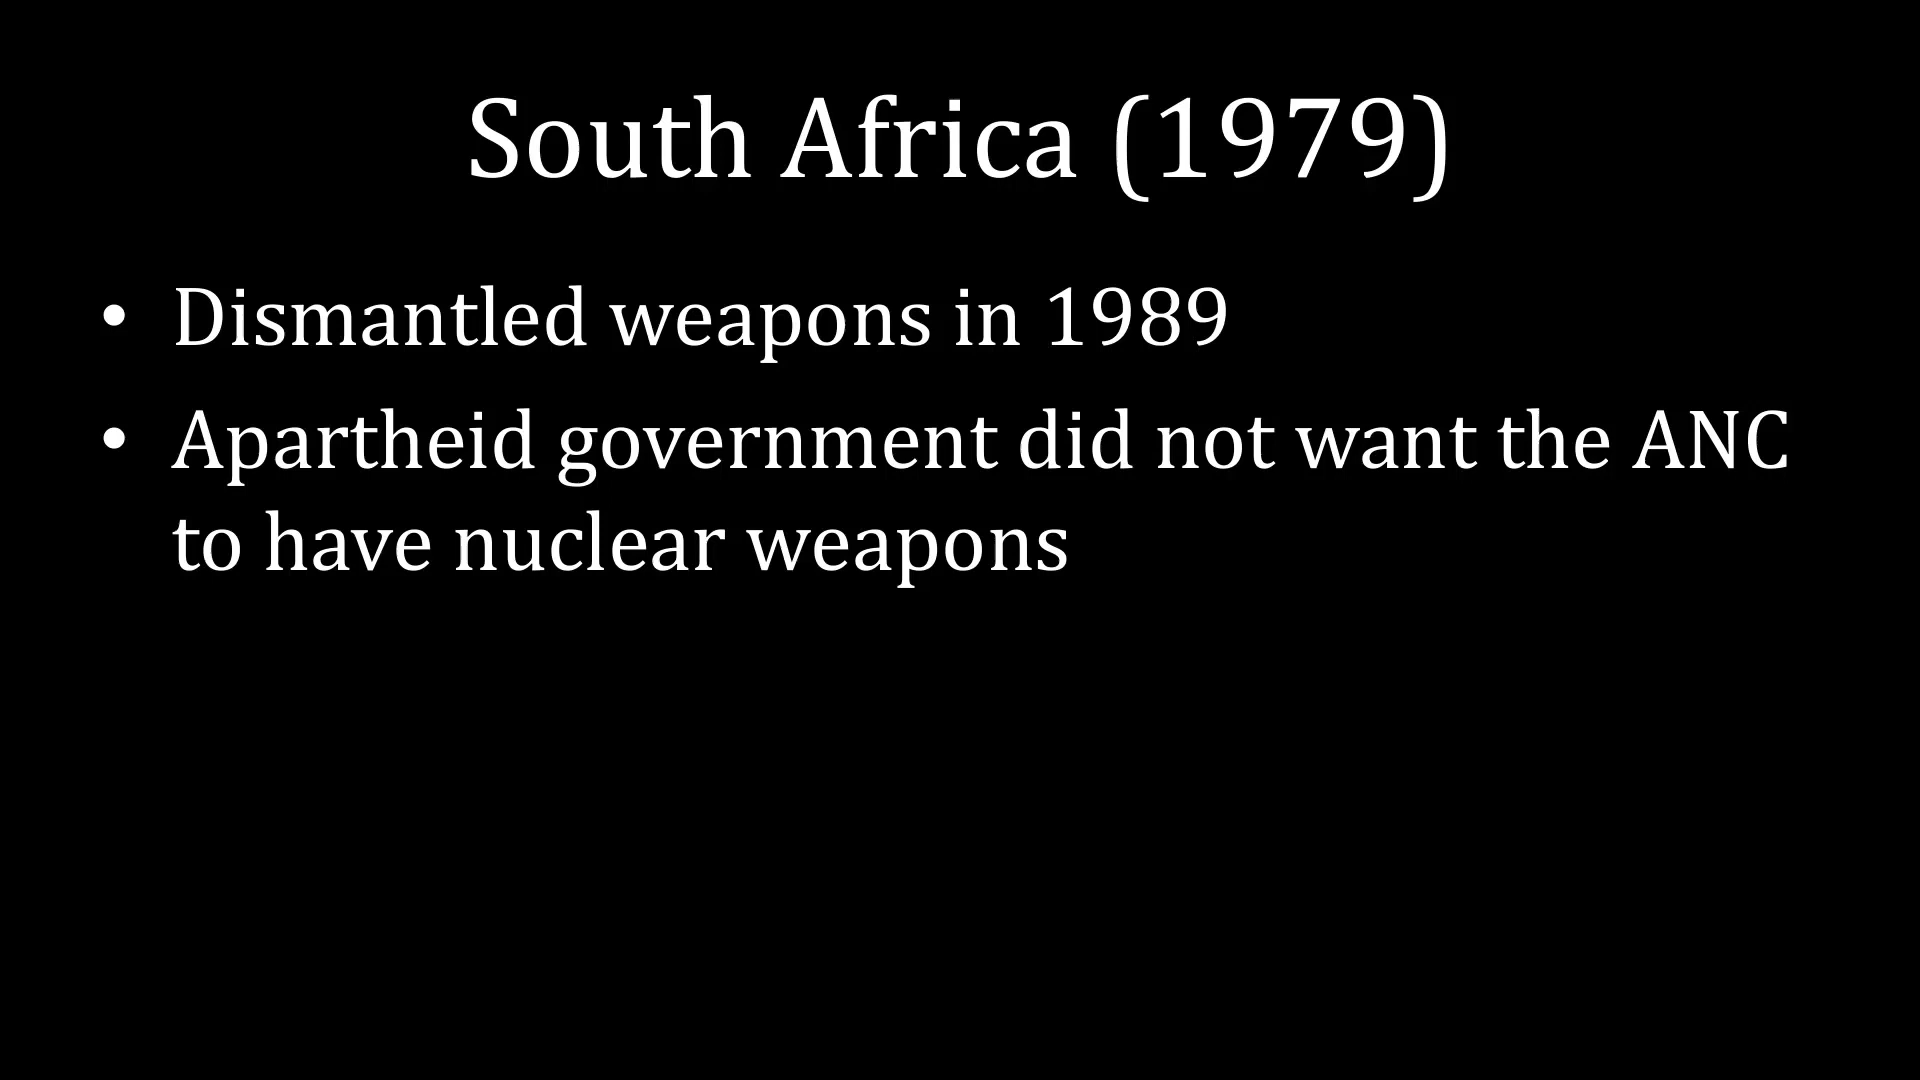 South Africa (1979)
• Dismantled weapons in 1989
• Apartheid government did not want the ANC
to have nuclear weapons